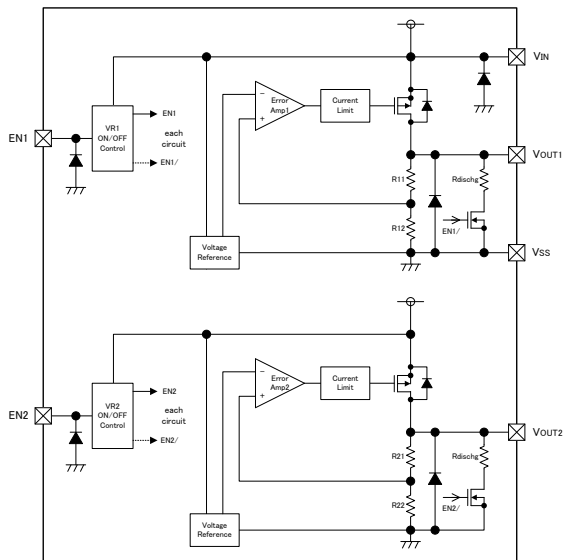 VIN
Error
Amp1
−
+
Current
Limit
EN1
VR1
ON/OFF
Control
EN1
each
circuit
EN1/
VOUT1
R11
Rdischg
EN1/
R12
Voltage
Reference
VSS
Error
Amp2
−
+
Current
Limit
EN2
VR2
ON/OFF
Control
EN2
each
circuit
EN2/
VOUT2
R21
Rdischg
EN2/
R22
Voltage
Reference